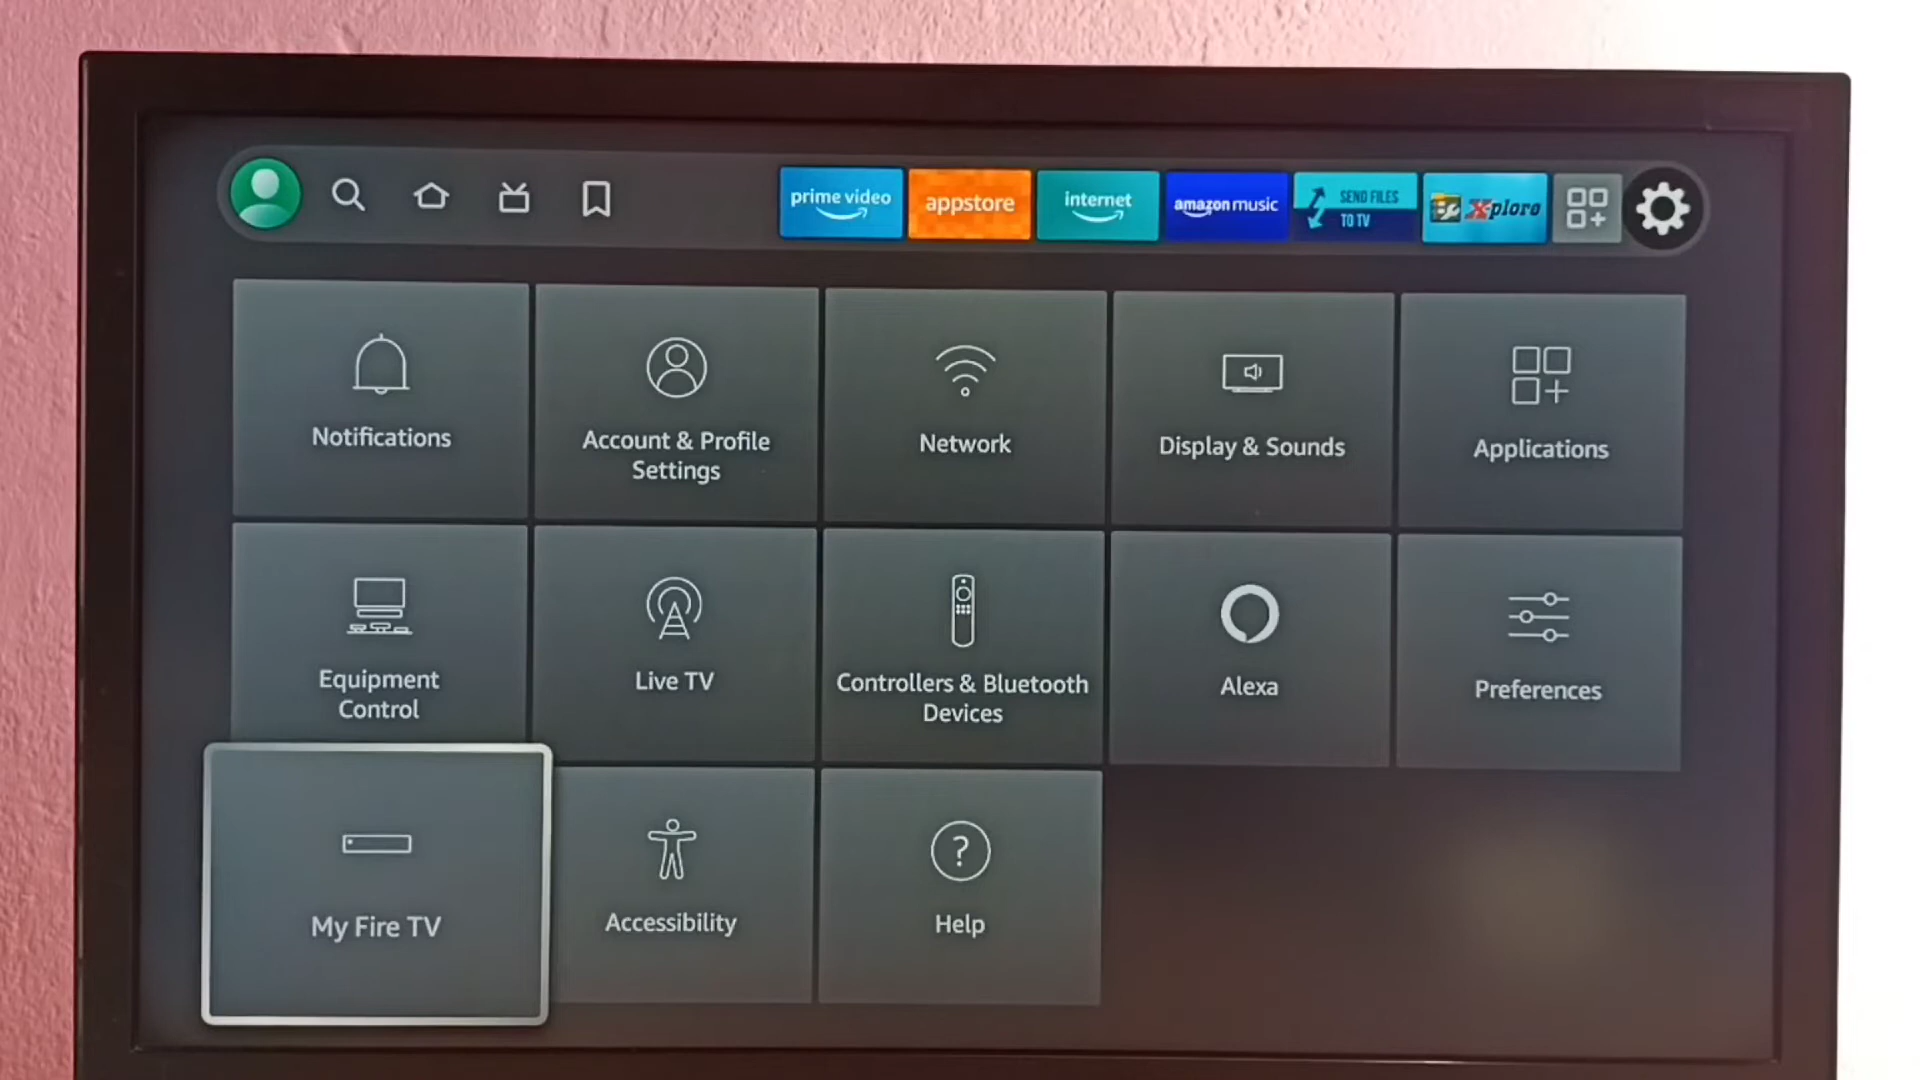 prime video
appstore
internet
amazon music
SEND FILES
TO TV
X-plore
Notifications
Account & Profile
Settings
Network
Display & Sounds
Applications
Equipment
Control
Live TV
Controllers & Bluetooth
Devices
Alexa
Preferences
My Fire TV
Accessibility
?
Help